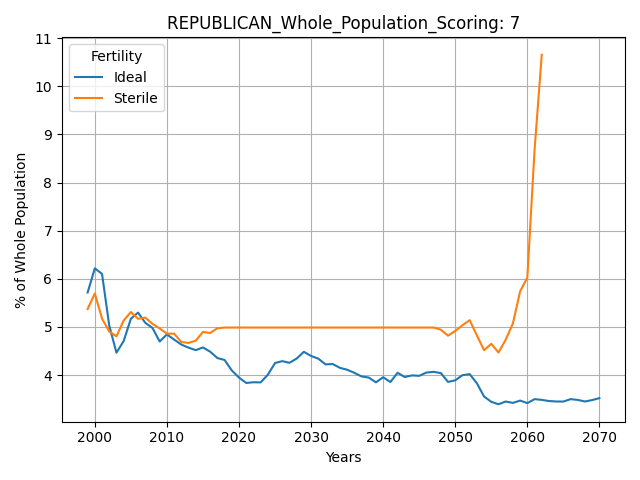 REPUBLICAN_Whole_Population_Scoring: 7
Fertility
Ideal
Sterile
% of Whole Population
11
10
9
8
7
6
5
4
2000 2010 2020 2030 2040 2050 2060 2070
Years